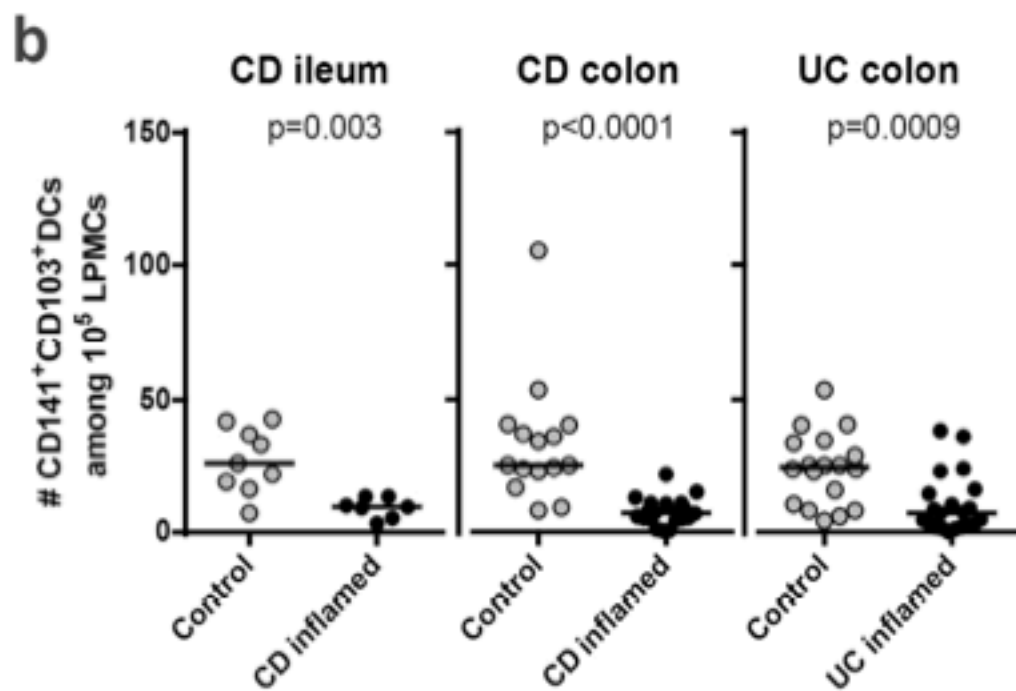 b
CD ileum
CD colon
UC colon
p=0.003
p<0.0001
p=0.0009
# CD141⁺CD103⁺DCs
among 10⁵ LPMCs
150
100
50
0
Control
CD inflamed
Control
CD inflamed
Control
UC inflamed